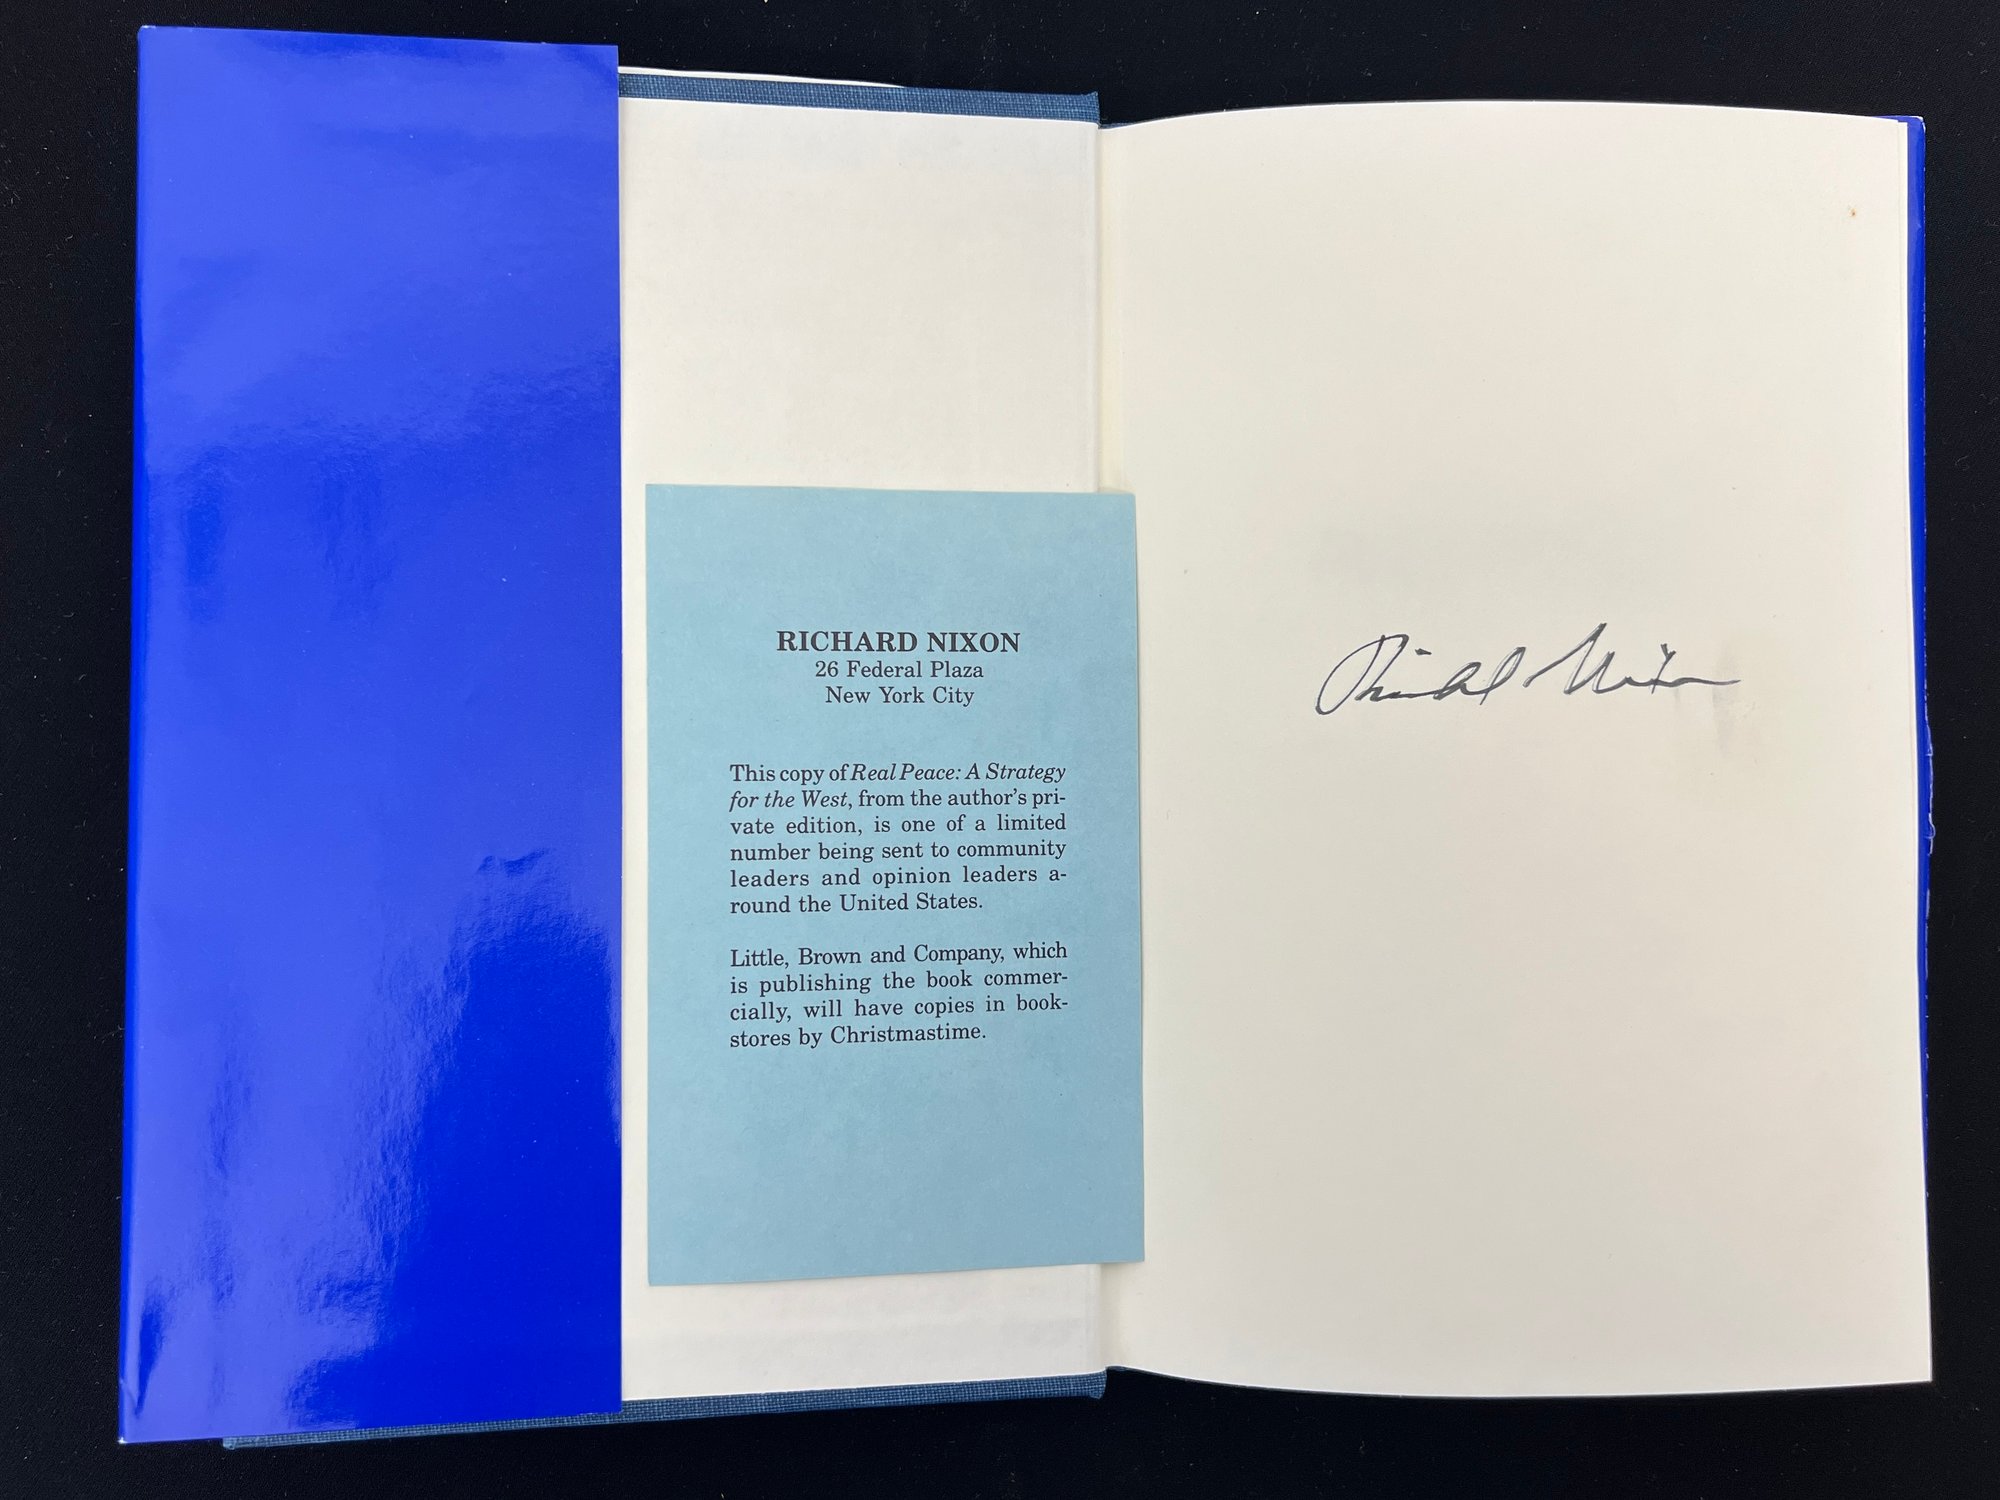 RICHARD NIXON
26 Federal Plaza
New York City
This copy of Real Peace: A Strategy
for the West, from the author's pri-
vate edition, is one of a limited
number being sent to community
leaders and opinion leaders a-
round the United States.
Little, Brown and Company, which
is publishing the book commer-
cially, will have copies in book-
stores by Christmastime.
Richard Nixon